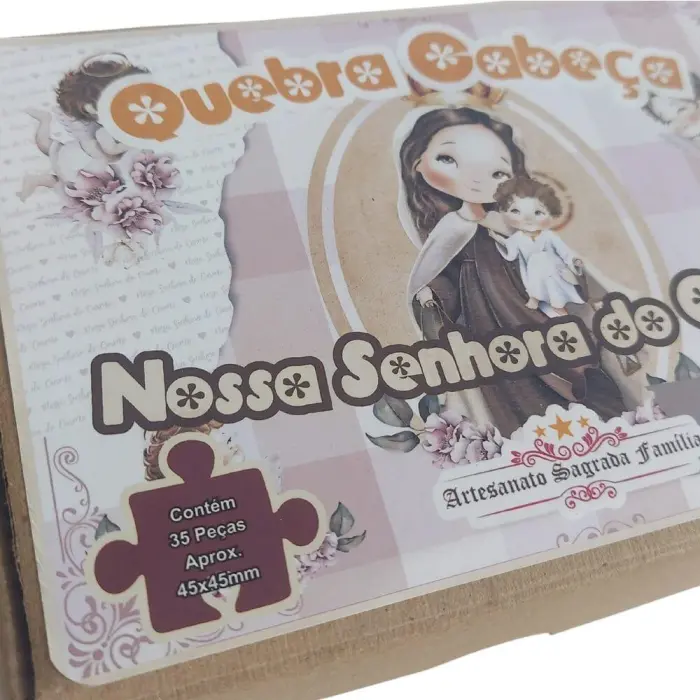 Quebra Cabeça
Nossa Senhora do
Artesanato Sagrada Família
Contém
35 Peças
Aprox.
45x45mm